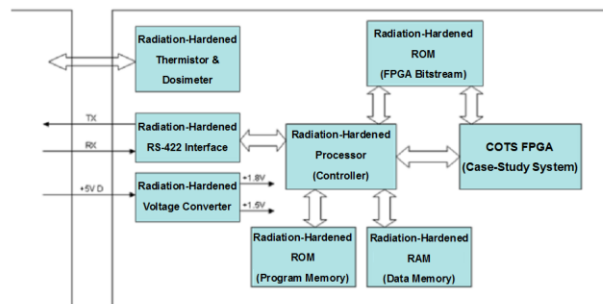 Radiation-Hardened
Thermistor &
Dosimeter
Radiation-Hardened
ROM
(FPGA Bitstream)
TX
RX
Radiation-Hardened
RS-422 Interface
Radiation-Hardened
Processor
(Controller)
COTS FPGA
(Case-Study System)
+5V D
Radiation-Hardened
Voltage Converter
+1.8V
+1.5V
Radiation-Hardened
ROM
(Program Memory)
Radiation-Hardened
RAM
(Data Memory)